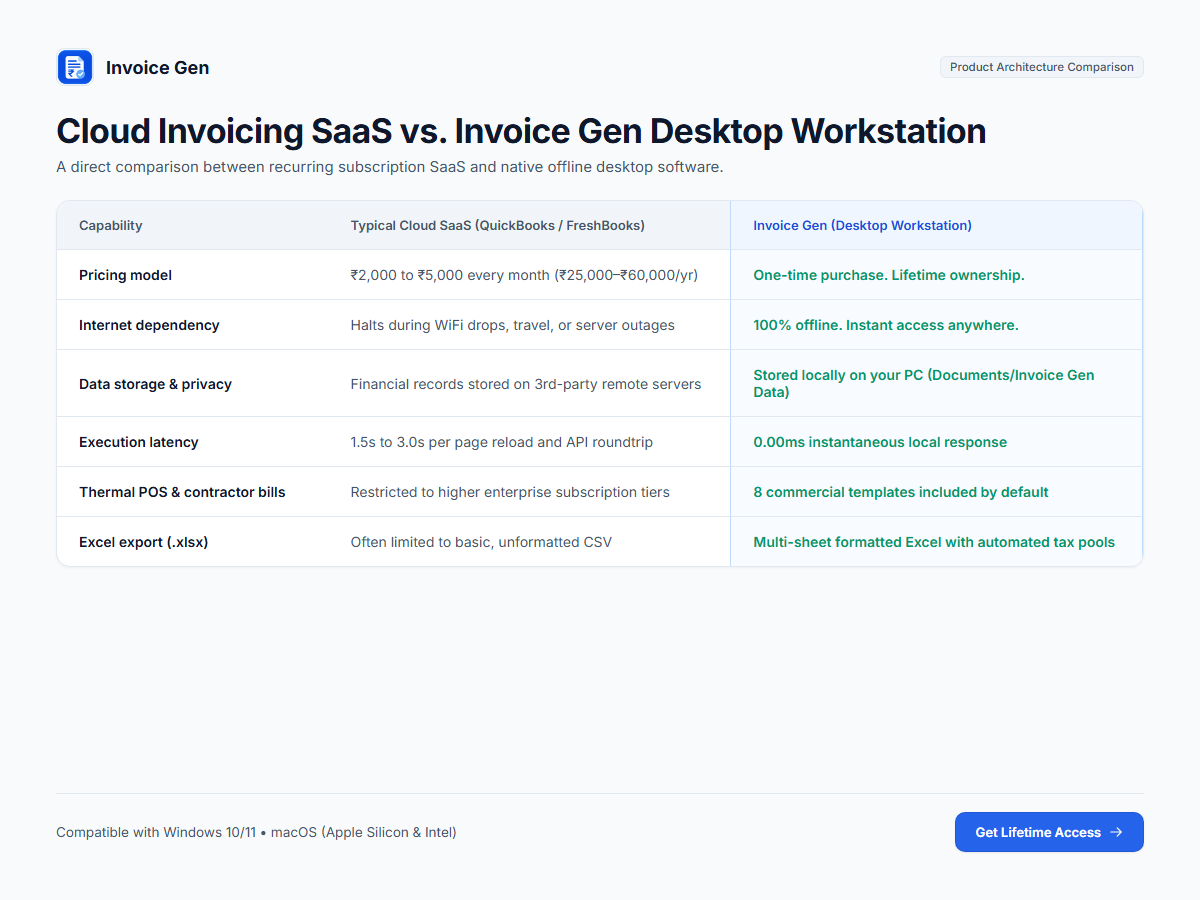 Invoice Gen
Product Architecture Comparison
Cloud Invoicing SaaS vs. Invoice Gen Desktop Workstation
A direct comparison between recurring subscription SaaS and native offline desktop software.
Capability
Typical Cloud SaaS (QuickBooks / FreshBooks)
Invoice Gen (Desktop Workstation)
Pricing model
₹2,000 to ₹5,000 every month (₹25,000–₹60,000/yr)
One-time purchase. Lifetime ownership.
Internet dependency
Halts during WiFi drops, travel, or server outages
100% offline. Instant access anywhere.
Data storage & privacy
Financial records stored on 3rd-party remote servers
Stored locally on your PC (Documents/Invoice Gen
Data)
Execution latency
1.5s to 3.0s per page reload and API roundtrip
0.00ms instantaneous local response
Thermal POS & contractor bills
Restricted to higher enterprise subscription tiers
8 commercial templates included by default
Excel export (.xlsx)
Often limited to basic, unformatted CSV
Multi-sheet formatted Excel with automated tax pools
Compatible with Windows 10/11 • macOS (Apple Silicon & Intel)
Get Lifetime Access →